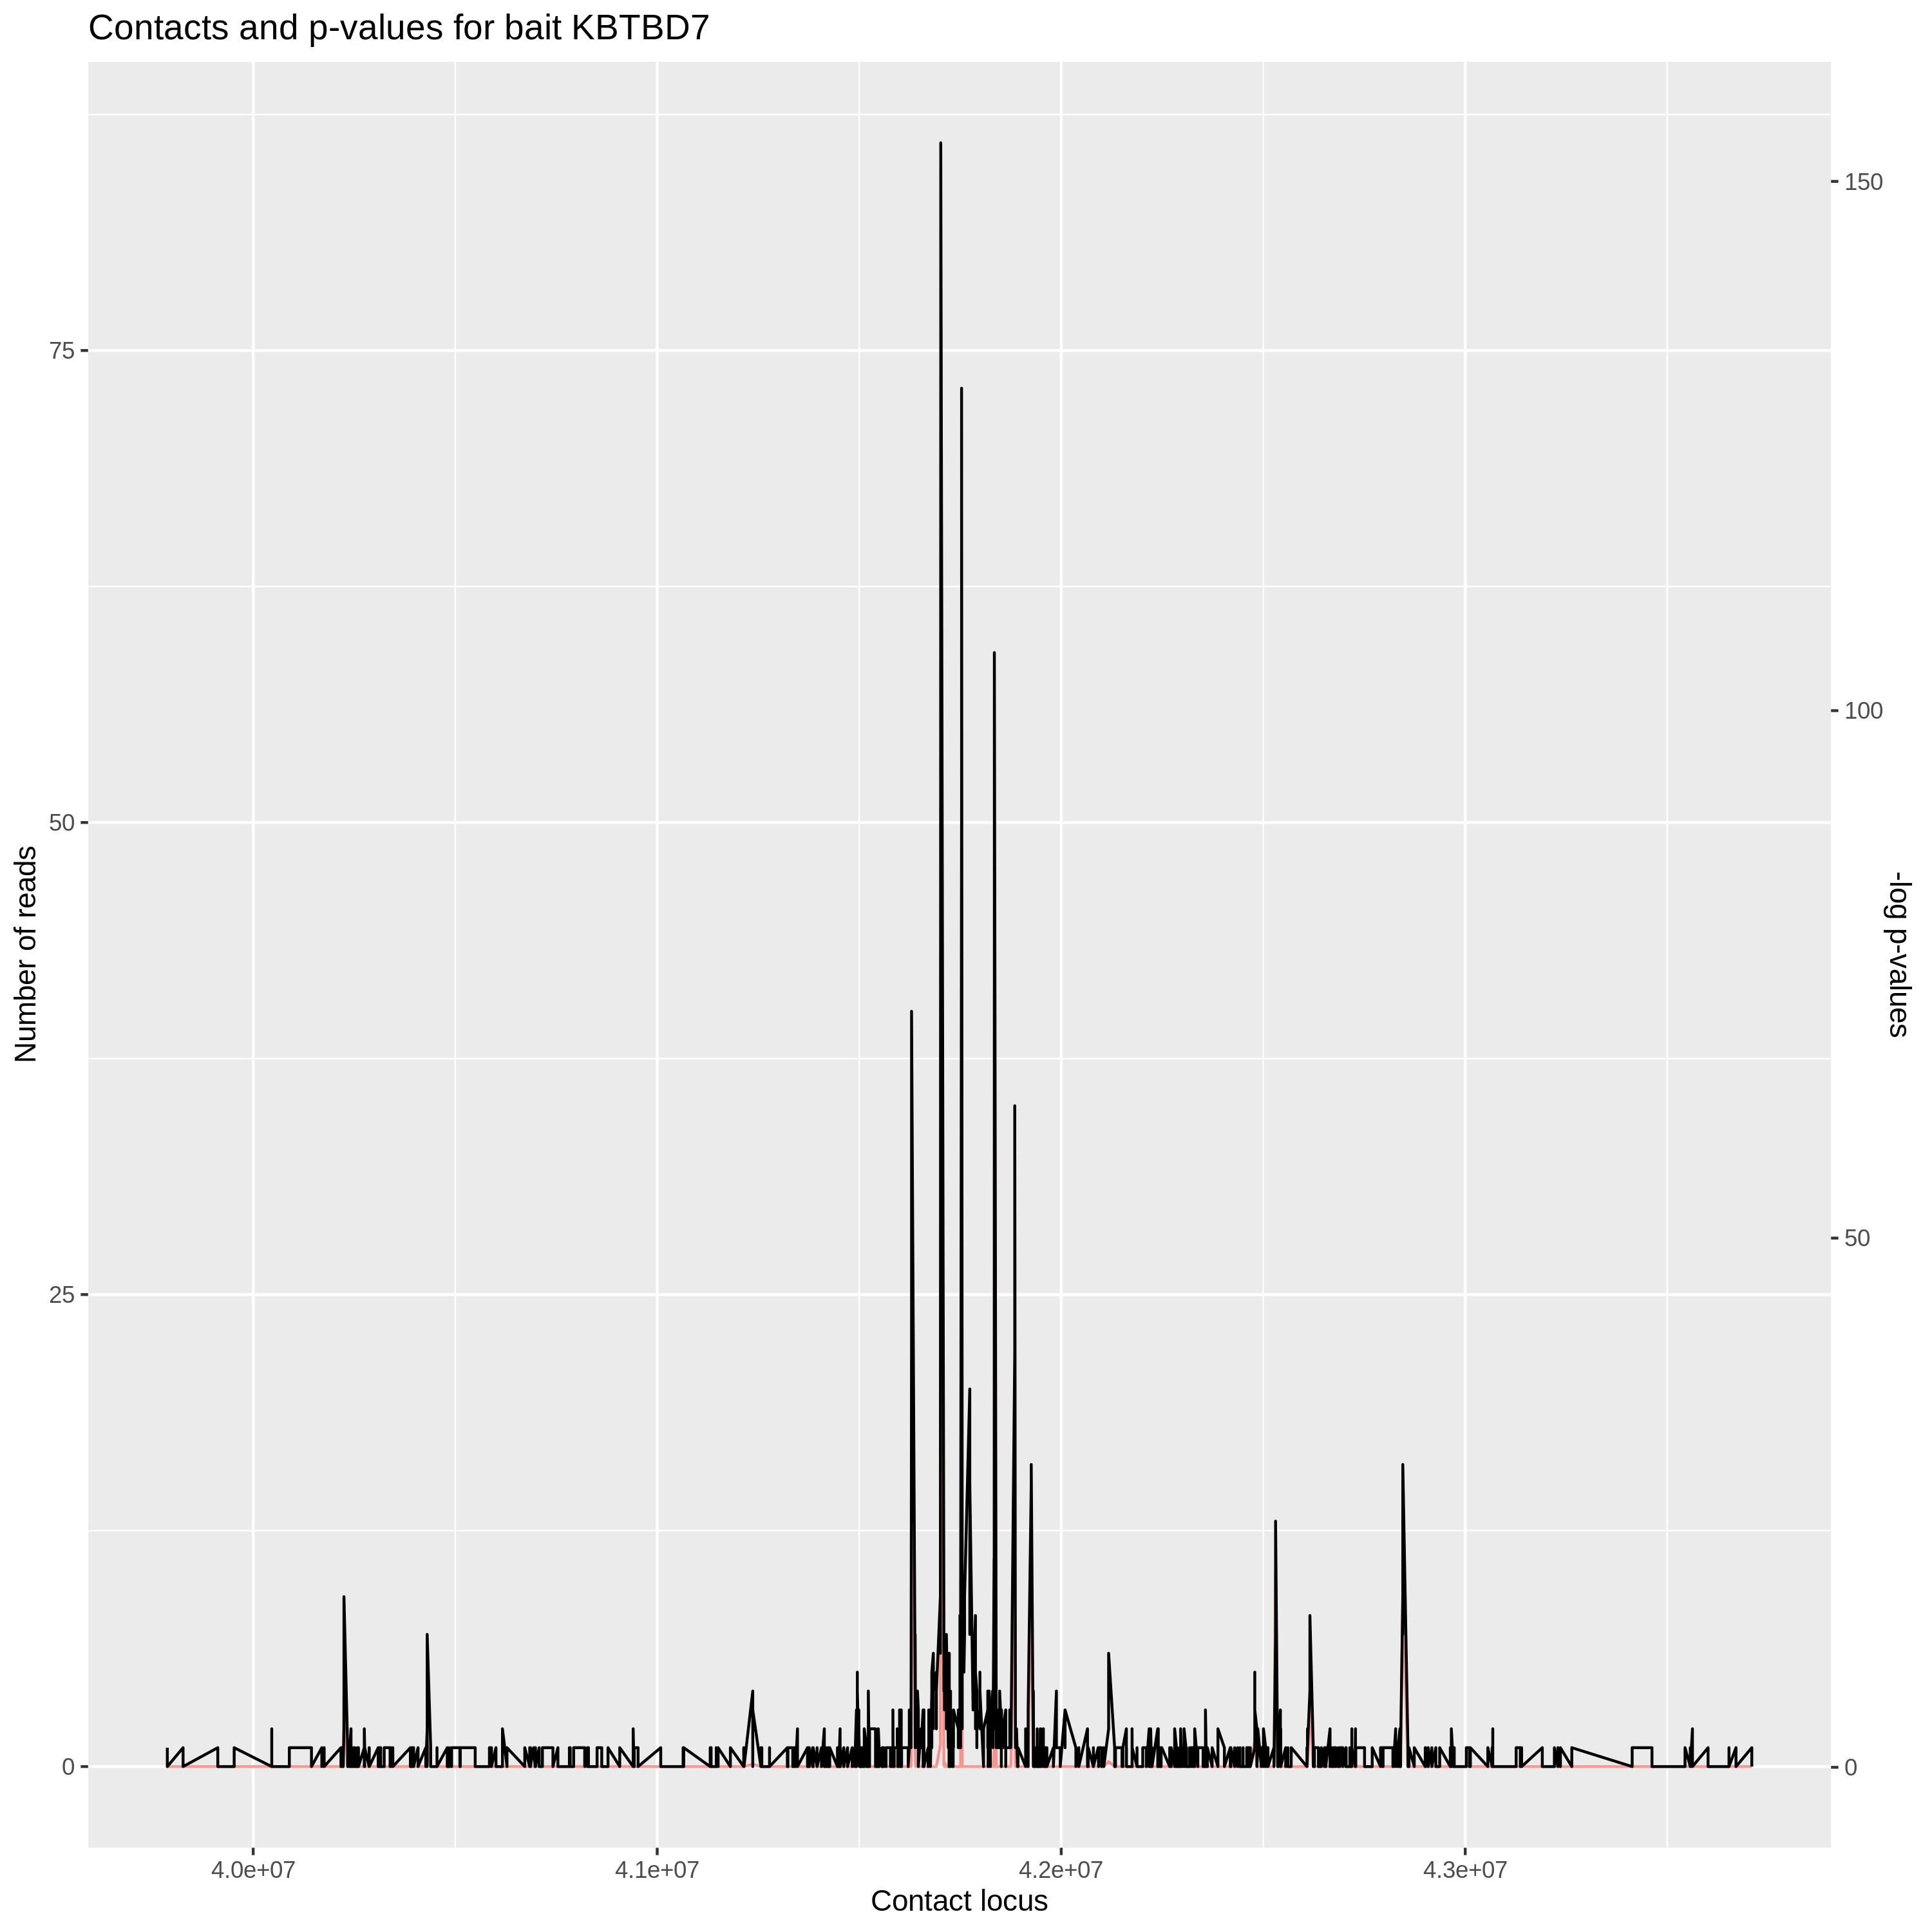 Contacts and p-values for bait KBTBD7
75
50
25
0
Number of reads
150
100
50
0
-log p-values
4.0e+07
4.1e+07
4.2e+07
4.3e+07
Contact locus